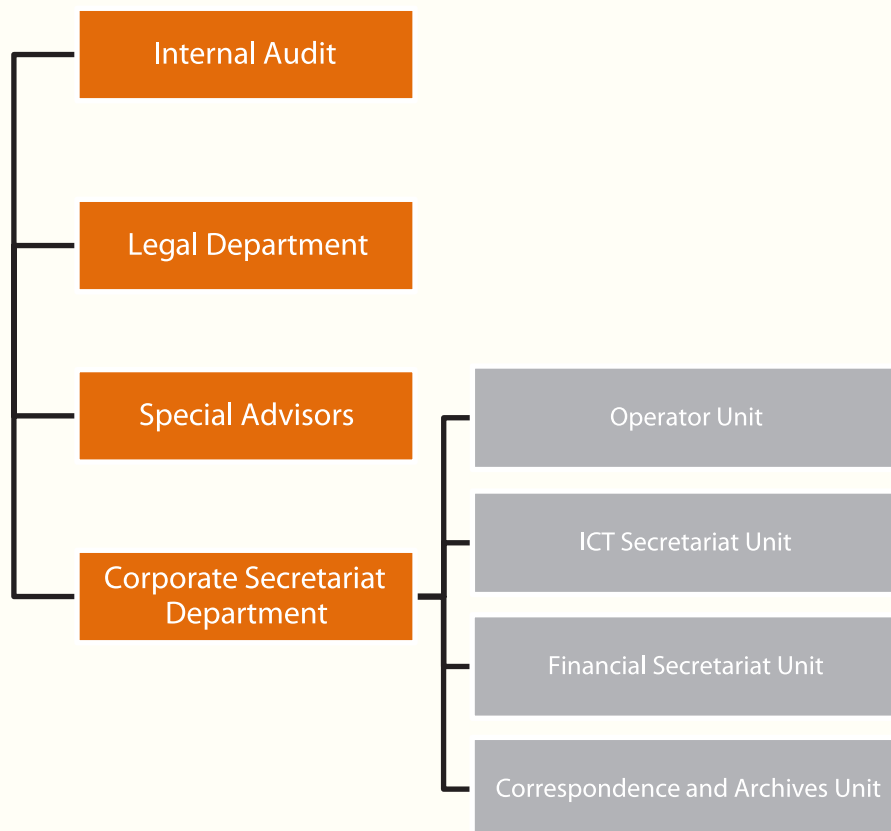 Internal Audit
Legal Department
Special Advisors
Corporate Secretariat
Department
Operator Unit
ICT Secretariat Unit
Financial Secretariat Unit
Correspondence and Archives Unit